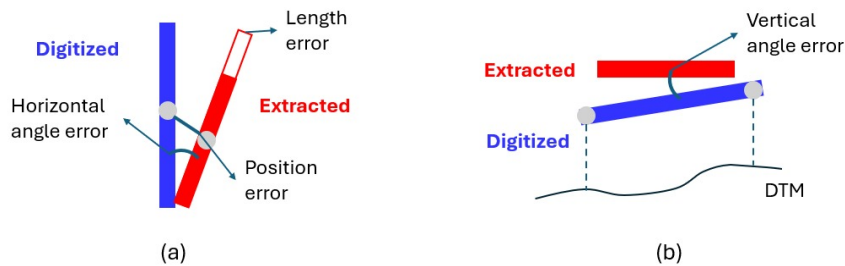 Length
error
Digitized
Extracted
Horizontal
angle error
Position
error
(a)
Vertical
angle error
Extracted
Digitized
DTM
(b)